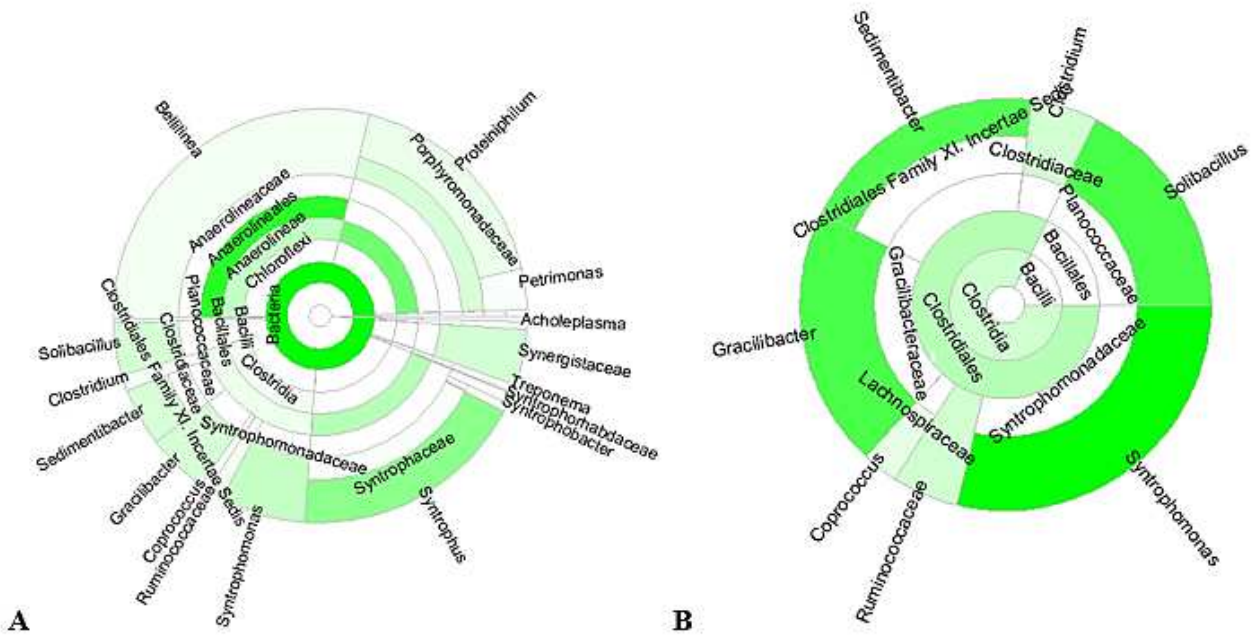 Bellilinea
Proteiniphilum
Porphyromonadaceae
Anaerolineaceae
Anaerolineales
Anaerolineae
Chloroflexi
Bacteria
Petrimonas
Acholeplasma
Synergistaceae
Treponema
Syntrophorhabdaceae
Syntrophobacter
Planococcaceae
Bacillales
Bacilli
Clostridia
Clostridiaceae
Clostridiales Family XI. Incertae Sedis
Solibacillus
Clostridium
Sedimentibacter
Gracilibacter
Coprococcus
Ruminococcaceae
Syntrophomonas
Syntrophomonadaceae
Syntrophaceae
Syntrophus
A
Sedimentibacter
Clostridium
Clostridiales Family XI. Incertae Sedis
Clostridiaceae
Solibacillus
Planococcaceae
Bacillales
Bacilli
Clostridia
Clostridiales
Gracilibacteraceae
Gracilibacter
Lachnospiraceae
Syntrophomonadaceae
Coprococcus
Ruminococcaceae
Syntrophomonas
B